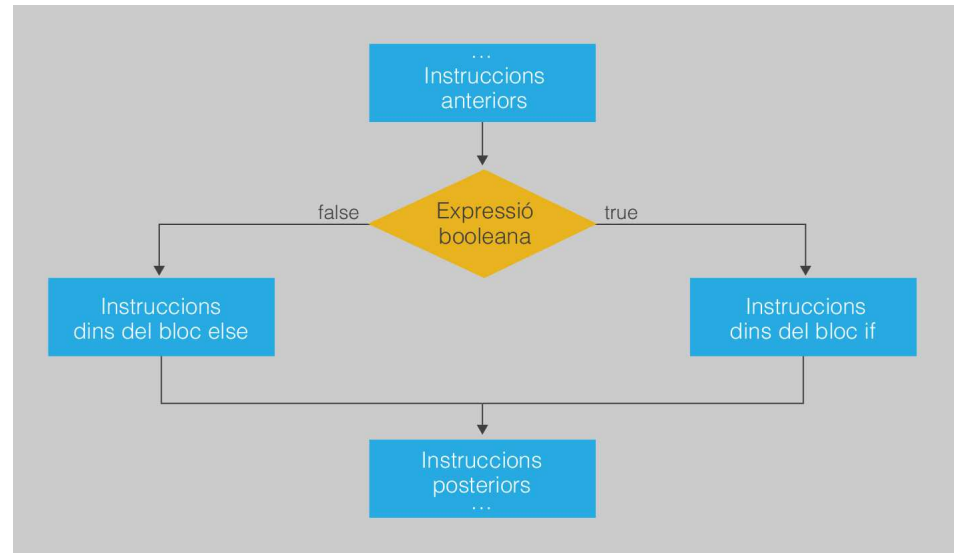 ...
Instruccions
anteriors
false
Expressió
booleana
true
Instruccions
dins del bloc else
Instruccions
dins del bloc if
Instruccions
posteriors
...